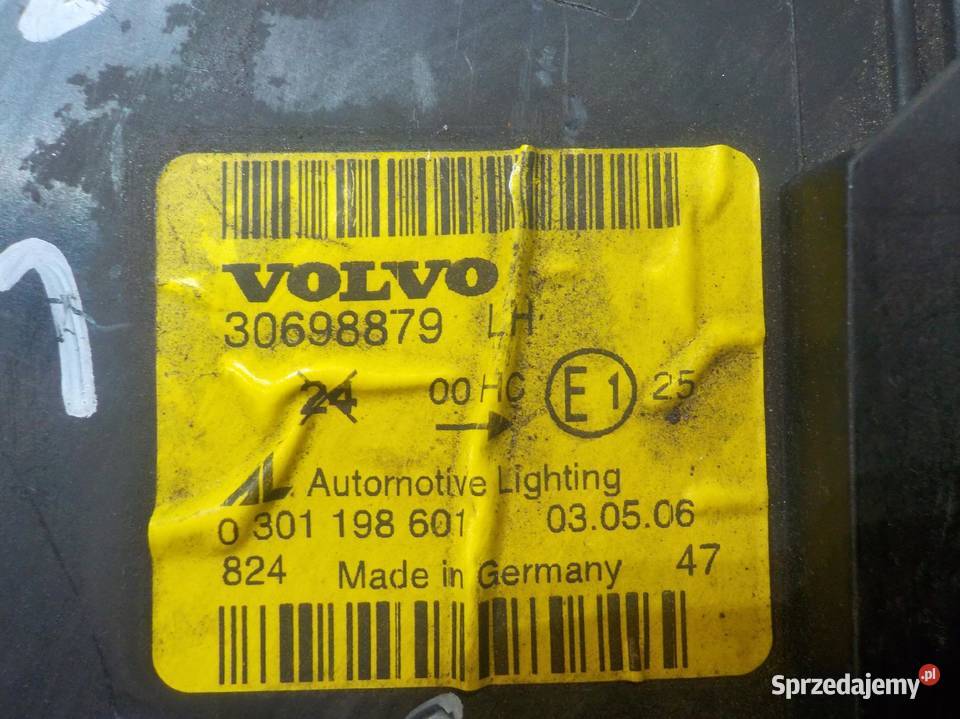 VOLVO
30698879 LH
24 00 HC E1 25
AL Automotive Lighting
0 301 198 601 03.05.06
824 Made in Germany 47
Sprzedajemy.pl